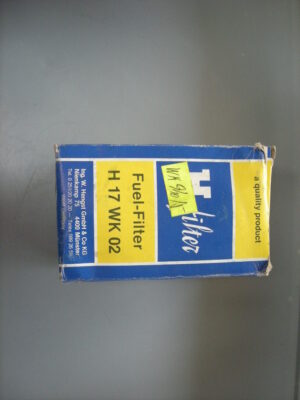 a quality product
filter
Fuel-Filter
H 17 WK 02
Ing. W. Hengst GmbH & Co KG
Nienkamp 75 4400 Münster